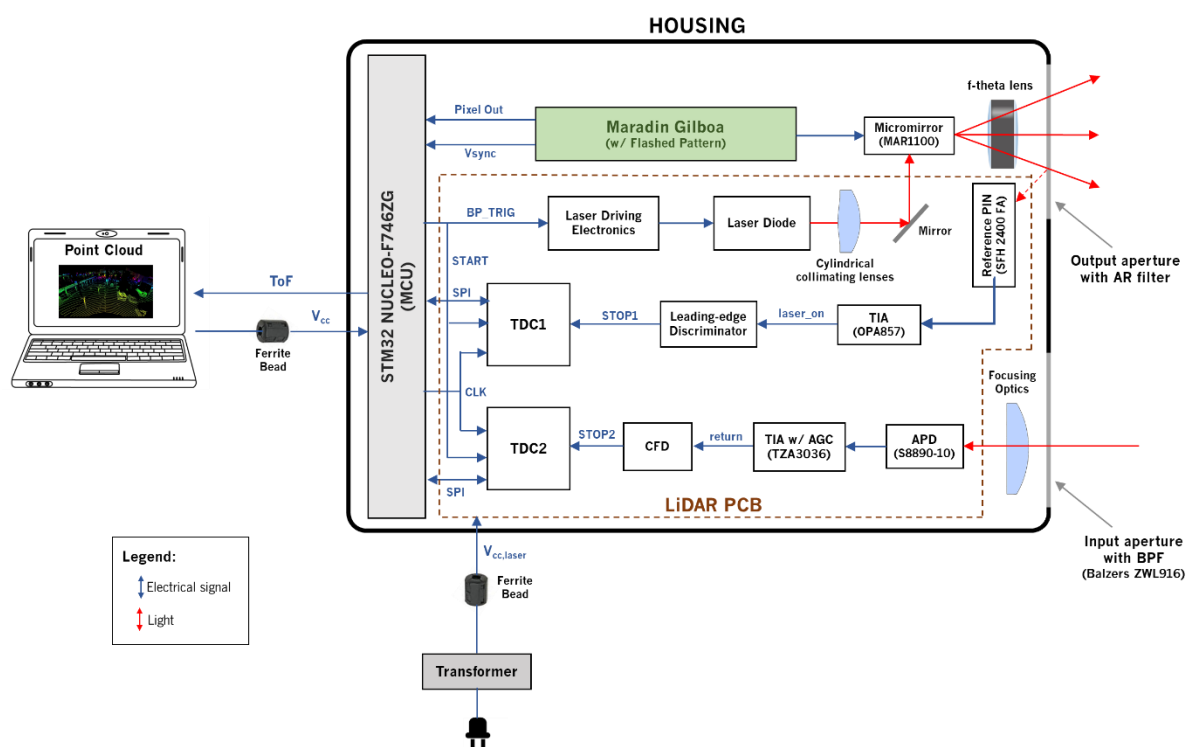 HOUSING
f-theta lens
Pixel Out
Maradin Gilboa
(w/ Flashed Pattern)
Micromirror
(MAR1100)
Vsync
STM32 NUCLEO-F746ZG
(MCU)
BP_TRIG
Laser Driving
Electronics
Laser Diode
Mirror
Cylindrical
collimating lenses
Reference PIN
(SFH 2400 FA)
Output aperture
with AR filter
Point Cloud
START
ToF
SPI
Vcc
Ferrite
Bead
TDC1
STOP1
Leading-edge
Discriminator
laser_on
TIA
(OPA857)
Focusing
Optics
CLK
TDC2
STOP2
CFD
return
TIA w/ AGC
(TZA3036)
APD
(S8890-10)
SPI
LiDAR PCB
Input aperture
with BPF
(Balzers ZWL916)
Legend:
Electrical signal
Light
Vcc,laser
Ferrite
Bead
Transformer